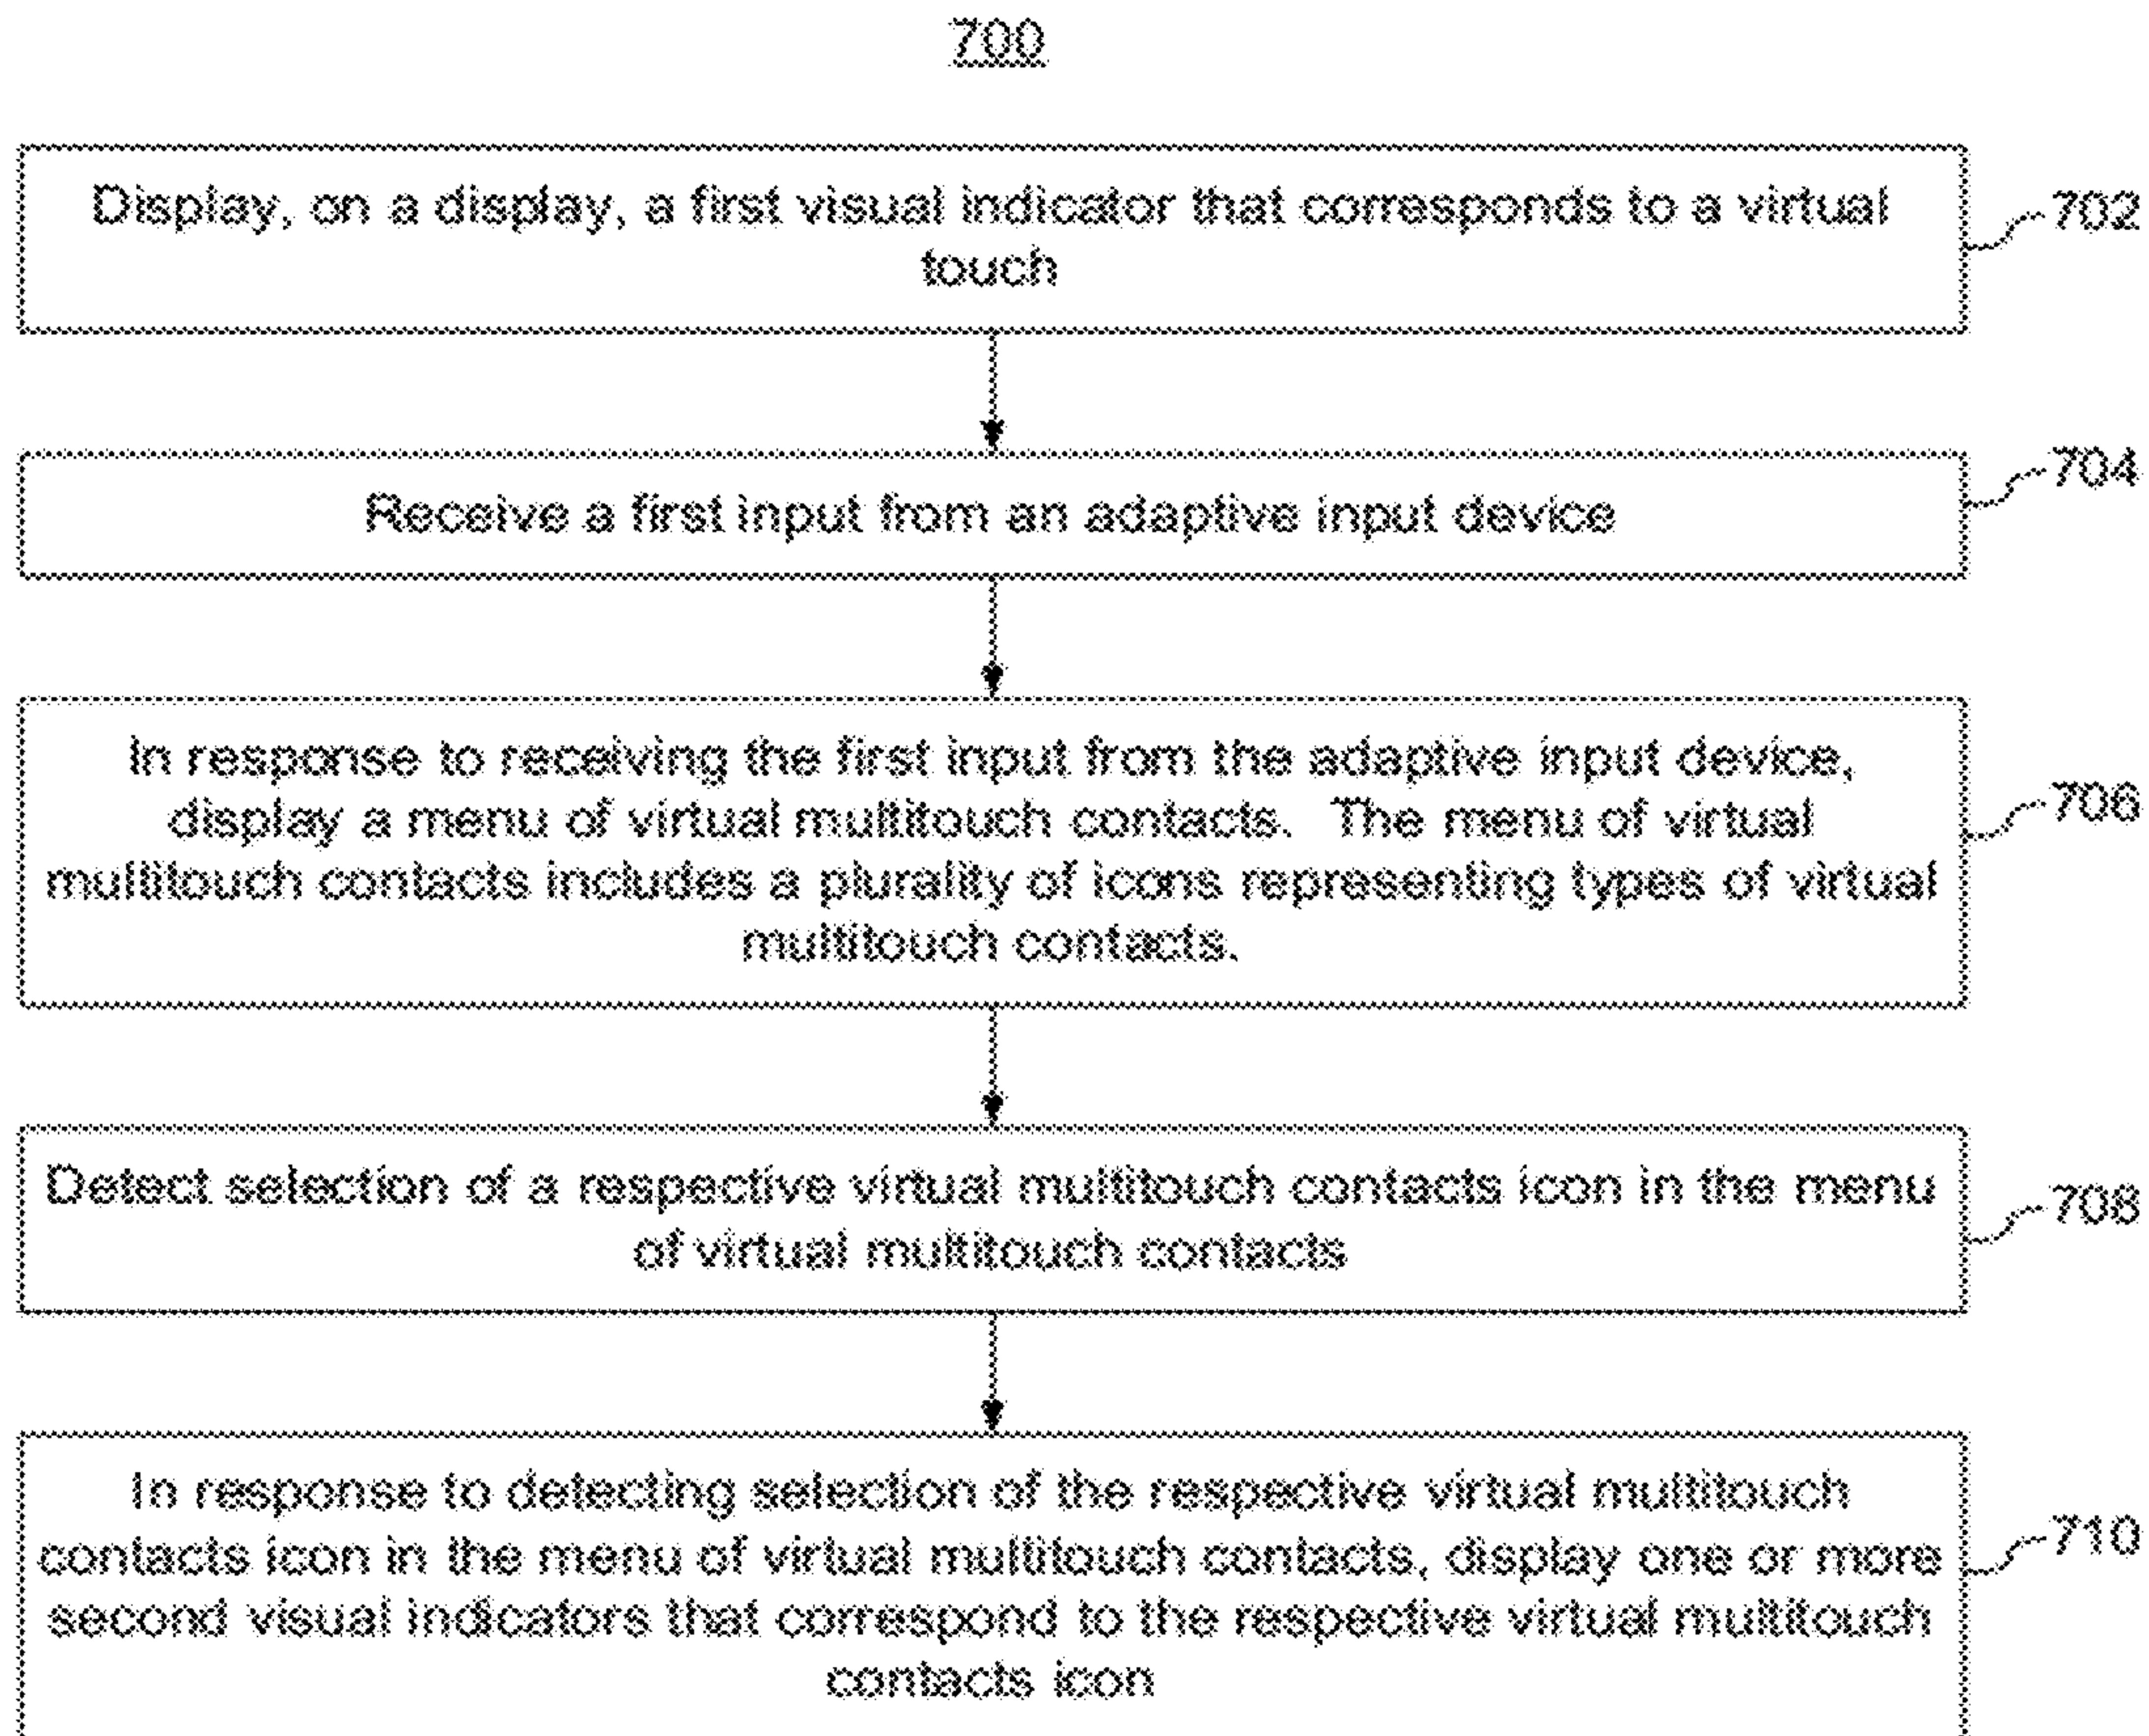 700
Display, on a display, a first visual indicator that corresponds to a virtual
touch
702
Receive a first input from an adaptive input device
704
In response to receiving the first input from the adaptive input device,
display a menu of virtual multitouch contacts. The menu of virtual
multitouch contacts includes a plurality of icons representing types of virtual
multitouch contacts.
706
Detect selection of a respective virtual multitouch contacts icon in the menu
of virtual multitouch contacts
708
In response to detecting selection of the respective virtual multitouch
contacts icon in the menu of virtual multitouch contacts, display one or more
second visual indicators that correspond to the respective virtual multitouch
contacts icon
710